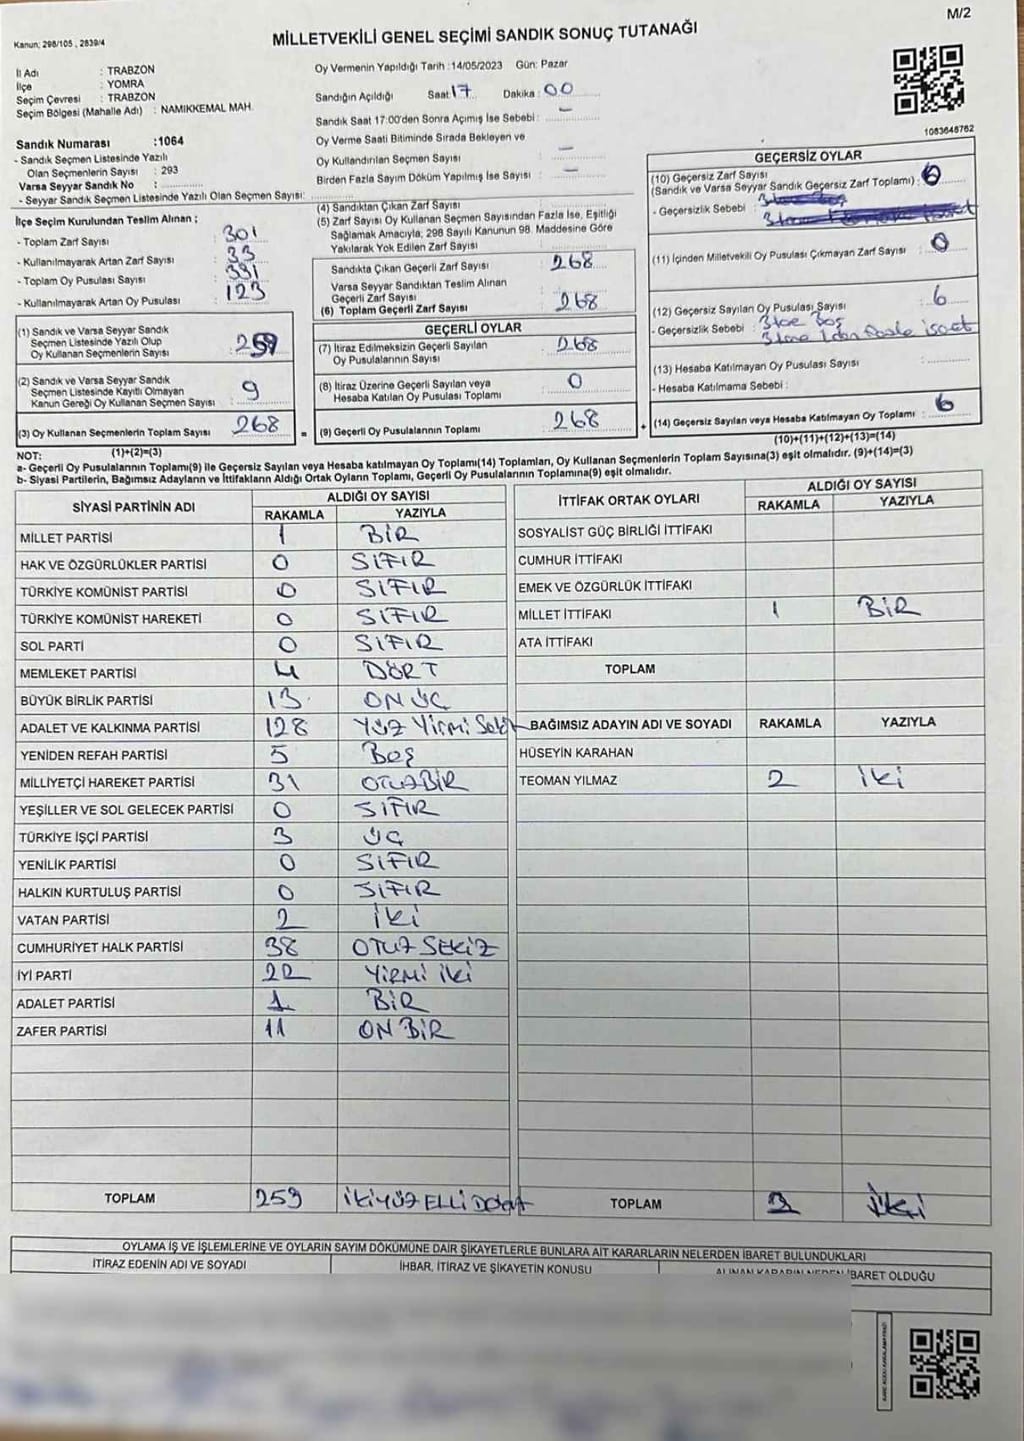 M/2
Kanun; 298/105 , 2839/4
MİLLETVEKİLİ GENEL SEÇİMİ SANDIK SONUÇ TUTANAĞI
İl Adı : TRABZON
İlçe : YOMRA
Seçim Çevresi : TRABZON
Seçim Bölgesi (Mahalle Adı) : NAMIKKEMAL MAH.
Sandık Numarası :1064
- Sandık Seçmen Listesinde Yazılı
Olan Seçmenlerin Sayısı : 293
Varsa Seyyar Sandık No :
- Seyyar Sandık Seçmen Listesinde Yazılı Olan Seçmen Sayısı:
Oy Vermenin Yapıldığı Tarih :14/05/2023 Gün: Pazar
Sandığın Açıldığı Saat 17 Dakika : 00
Sandık Saat 17:00'den Sonra Açımış İse Sebebi : —
Oy Verme Saati Bitiminde Sırada Bekleyen ve
Oy Kullandırılan Seçmen Sayısı : —
Birden Fazla Sayım Döküm Yapılmış İse Sayısı : —
1083648762
İlçe Seçim Kurulundan Teslim Alınan ;
- Toplam Zarf Sayısı : 301
- Kullanılmayarak Artan Zarf Sayısı : 33
- Toplam Oy Pusulası Sayısı : 391
- Kullanılmayarak Artan Oy Pusulası : 123
(1) Sandık ve Varsa Seyyar Sandık
Seçmen Listesinde Yazılı Olup
Oy Kullanan Seçmenlerin Sayısı : 259
(2) Sandık ve Varsa Seyyar Sandık
Seçmen Listesinde Kayıtlı Olmayan
Kanun Gereği Oy Kullanan Seçmen Sayısı : 9
(3) Oy Kullanan Seçmenlerin Toplam Sayısı : 268
(1)+(2)=(3)
(4) Sandıktan Çıkan Zarf Sayısı :
(5) Zarf Sayısı Oy Kullanan Seçmen Sayısından Fazla İse, Eşitliği
Sağlamak Amacıyla, 298 Sayılı Kanunun 98. Maddesine Göre
Yakılarak Yok Edilen Zarf Sayısı :
Sandıkta Çıkan Geçerli Zarf Sayısı : 268
Varsa Seyyar Sandıktan Teslim Alınan
Geçerli Zarf Sayısı :
(6) Toplam Geçerli Zarf Sayısı : 268
GEÇERLİ OYLAR
(7) İtiraz Edilmeksizin Geçerli Sayılan
Oy Pusulalarının Sayısı : 268
(8) İtiraz Üzerine Geçerli Sayılan veya
Hesaba Katılan Oy Pusulası Toplamı : 0
= (9) Geçerli Oy Pusulalarının Toplamı : 268
GEÇERSİZ OYLAR
(10) Geçersiz Zarf Sayısı
(Sandık ve Varsa Seyyar Sandık Geçersiz Zarf Toplamı) :
- Geçersizlik Sebebi :
(11) İçinden Milletvekili Oy Pusulası Çıkmayan Zarf Sayısı : 0
(12) Geçersiz Sayılan Oy Pusulası Sayısı : 6
- Geçersizlik Sebebi : 3 tae Boş
3 tane 1 den Fazla işaret
(13) Hesaba Katılmayan Oy Pusulası Sayısı :
- Hesaba Katılmama Sebebi :
+ (14) Geçersiz Sayılan veya Hesaba Katılmayan Oy Toplamı : 6
(10)+(11)+(12)+(13)=(14)
NOT:
a- Geçerli Oy Pusulalarının Toplamı(9) ile Geçersiz Sayılan veya Hesaba katılmayan Oy Toplamı(14) Toplamları, Oy Kullanan Seçmenlerin Toplam Sayısına(3) eşit olmalıdır. (9)+(14)=(3)
b- Siyasi Partilerin, Bağımsız Adayların ve İttifakların Aldığı Ortak Oyların Toplamı, Geçerli Oy Pusulalarının Toplamına(9) eşit olmalıdır.
SİYASİ PARTİNİN ADI ALDIĞI OY SAYISI
RAKAMLA YAZIYLA
MİLLET PARTİSİ 1 BİR
HAK VE ÖZGÜRLÜKLER PARTİSİ 0 SIFIR
TÜRKİYE KOMÜNİST PARTİSİ 0 SIFIR
TÜRKİYE KOMÜNİST HAREKETİ 0 SIFIR
SOL PARTİ 0 SIFIR
MEMLEKET PARTİSİ 4 DÖRT
BÜYÜK BİRLİK PARTİSİ 13 ON ÜÇ
ADALET VE KALKINMA PARTİSİ 128 YÜZ Yirmi
YENİDEN REFAH PARTİSİ 5 Beş
MİLLİYETÇİ HAREKET PARTİSİ 31 OTUZ BİR
YEŞİLLER VE SOL GELECEK PARTİSİ 0 SIFIR
TÜRKİYE İŞÇİ PARTİSİ 3 ÜÇ
YENİLİK PARTİSİ 0 SIFIR
HALKIN KURTULUŞ PARTİSİ 0 SIFIR
VATAN PARTİSİ 2 İki
CUMHURİYET HALK PARTİSİ 38 OTUZ SEKİZ
İYİ PARTİ 22 YİRMİ İki
ADALET PARTİSİ 1 BİR
ZAFER PARTİSİ 11 ON BİR
TOPLAM 259 İKİYÜZ ELLİ
İTTİFAK ORTAK OYLARI ALDIĞI OY SAYISI
RAKAMLA YAZIYLA
SOSYALİST GÜÇ BİRLİĞİ İTTİFAKI
CUMHUR İTTİFAKI
EMEK VE ÖZGÜRLÜK İTTİFAKI
MİLLET İTTİFAKI 1 BİR
ATA İTTİFAKI
TOPLAM
BAĞIMSIZ ADAYIN ADI VE SOYADI RAKAMLA YAZIYLA
HÜSEYİN KARAHAN
TEOMAN YILMAZ 2 İki
TOPLAM 2 İki
OYLAMA İŞ VE İŞLEMLERİNE VE OYLARIN SAYIM DÖKÜMÜNE DAİR ŞİKAYETLERLE BUNLARA AİT KARARLARIN NELERDEN İBARET BULUNDUKLARI
İTİRAZ EDENİN ADI VE SOYADI İHBAR, İTİRAZ VE ŞİKAYETİN KONUSU ALINAN KARARIN NEDEN İBARET OLDUĞU